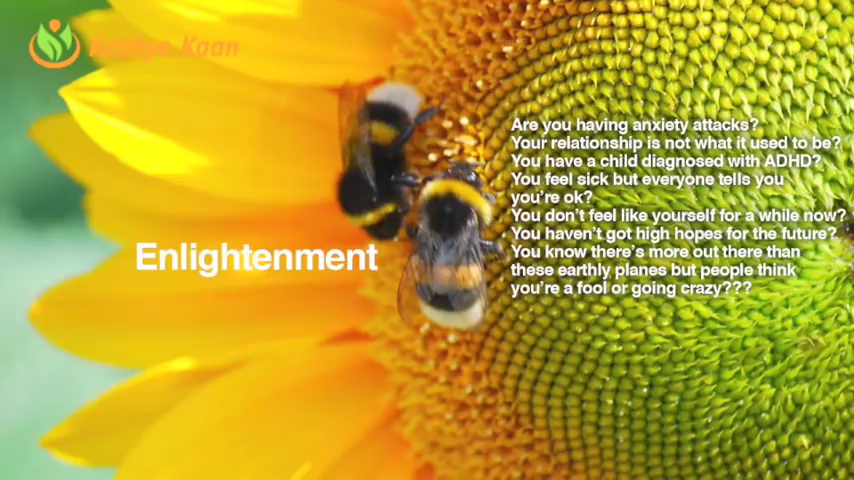 Kaan
Enlightenment
Are you having anxiety attacks?
Your relationship is not what it used to be?
You have a child diagnosed with ADHD?
You feel sick but everyone tells you
you're ok?
You don't feel like yourself for a while now?
You haven't got high hopes for the future?
You know there's more out there than
these earthly planes but people think
you're a fool or going crazy???